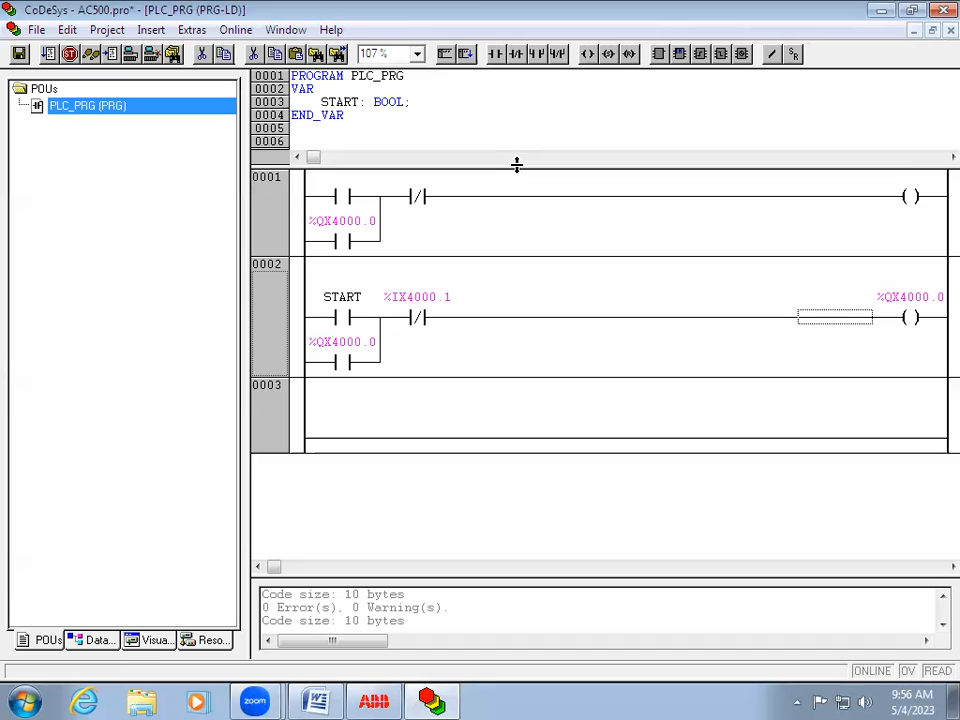 CoDeSys - AC500.pro* - [PLC_PRG (PRG-LD)]
File Edit Project Insert Extras Online Window Help
107 %
POUs
PLC_PRG (PRG)
0001 PROGRAM PLC_PRG
0002 VAR
0003 START: BOOL;
0004 END_VAR
0005
0006
0001
%QX4000.0
0002
START %IX4000.1 %QX4000.0
%QX4000.0
0003
Code size: 10 bytes
0 Error(s), 0 Warning(s).
Code size: 10 bytes
POUs Data... Visua... Reso...
ONLINE OV READ
zoom ABB
9:56 AM
5/4/2023